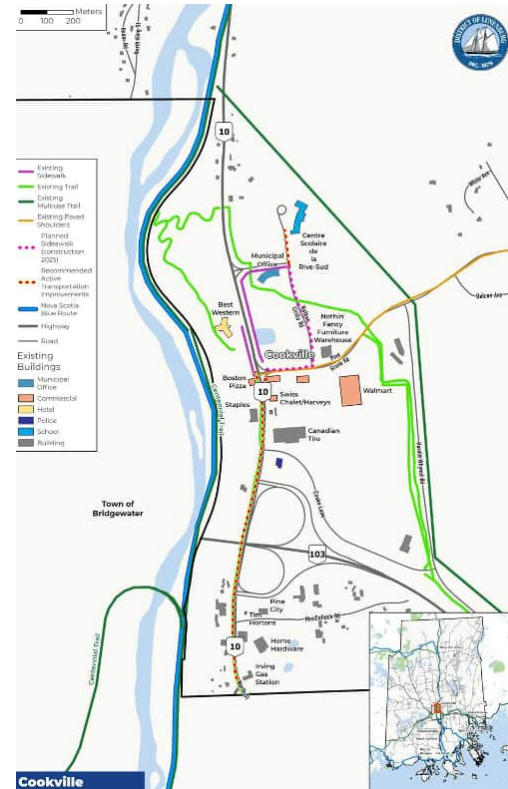 Meters
0 100 200
DISTRICT OF LUNENBURG
INC. 1879
10
Existing
Sidewalk
Existing Trail
Existing
Multiuse Trail
Existing Paved
Shoulders
Planned
Sidewalk
(construction
2025)
Recommended
Active
Transportation
Improvements
Nova Scotia
Blue Route
Highway
Road
Existing
Buildings
Municipal
Office
Commercial
Hotel
Police
School
Building
Centre
Scolaire
de
la
Rive-Sud
Municipal
Office
Best
Western
Nothin'
Fancy
Furniture
Warehouse
Cookville
Boston
Pizza
10
Swiss
Chalet/Harveys
Walmart
Staples
Canadian
Tire
Centennial Trail
Town of
Bridgewater
103
Pine
City
Tim
Hortons
Home
Hardware
10
Irving
Gas
Station
Centennial Trail
Cookville